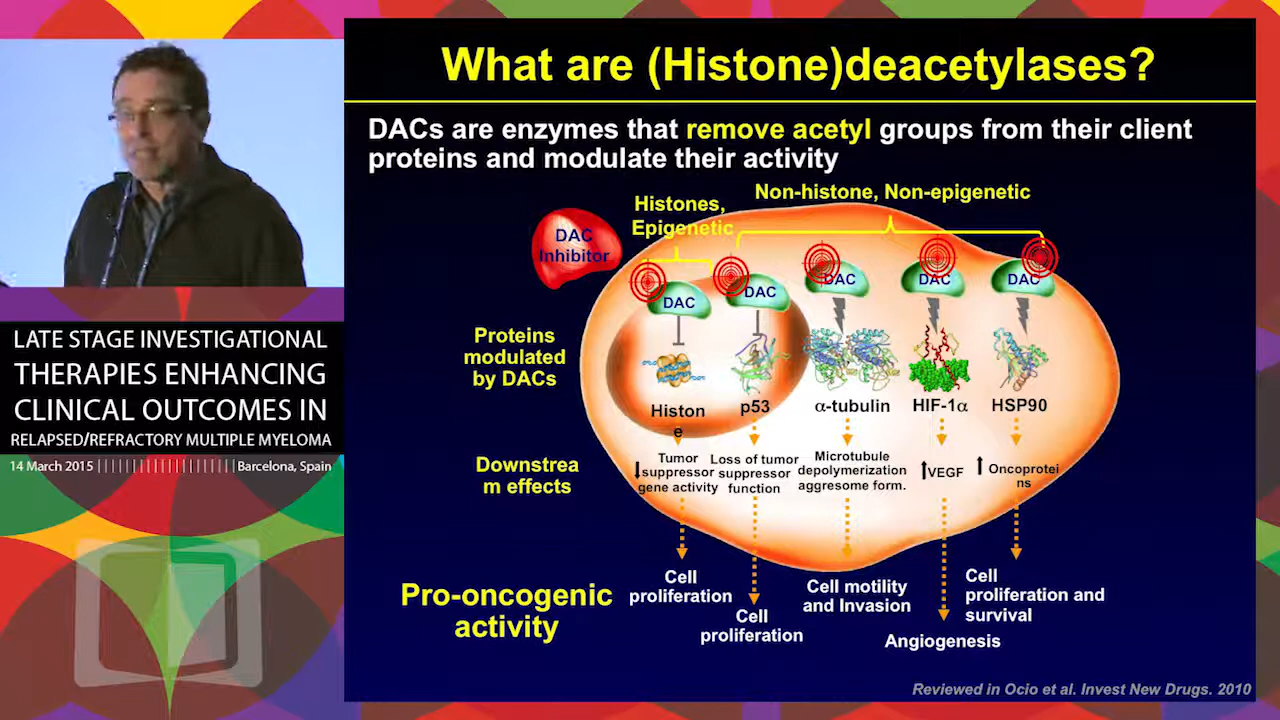 What are (Histone)deacetylases?
DACs are enzymes that remove acetyl groups from their client
proteins and modulate their activity
Non-histone, Non-epigenetic
Histones,
Epigenetic
DAC
Inhibitor
DAC
DAC
DAC
DAC
DAC
Proteins
modulated
by DACs
Histon
e
p53
α-tubulin
HIF-1α
HSP90
Downstrea
m effects
Tumor
suppressor
gene activity
Loss of tumor
suppressor
function
Microtubule
depolymerization
aggresome form.
VEGF
Oncoprotei
ns
Pro-oncogenic
activity
Cell
proliferation
Cell
proliferation
Cell motility
and Invasion
Angiogenesis
Cell
proliferation and
survival
Reviewed in Ocio et al. Invest New Drugs. 2010
LATE STAGE INVESTIGATIONAL
THERAPIES ENHANCING
CLINICAL OUTCOMES IN
RELAPSED/REFRACTORY MULTIPLE MYELOMA
14 March 2015 Barcelona, Spain